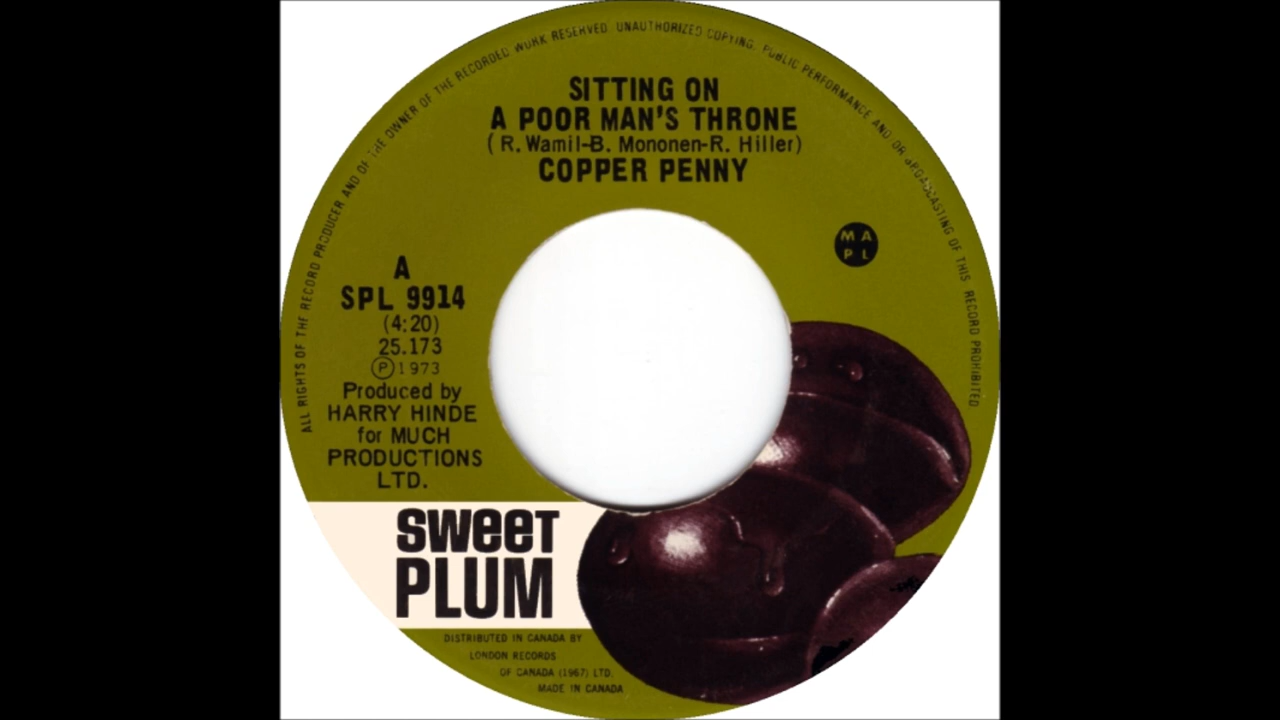 ALL RIGHTS OF THE RECORD PRODUCER AND OF THE OWNER OF THE RECORDED WORK RESERVED. UNAUTHORIZED COPYING, PUBLIC PERFORMANCE AND OR BROADCASTING OF THIS RECORD PROHIBITED
SITTING ON
A POOR MAN'S THRONE
( R. Wamil-B. Mononen-R. Hiller)
COPPER PENNY
M A
P L
A
SPL 9914
(4:20)
25.173
Ⓟ1973
Produced by
HARRY HINDE
for MUCH
PRODUCTIONS
LTD.
sweet
PLUM
DISTRIBUTED IN CANADA BY
LONDON RECORDS
OF CANADA (1967) LTD.
MADE IN CANADA